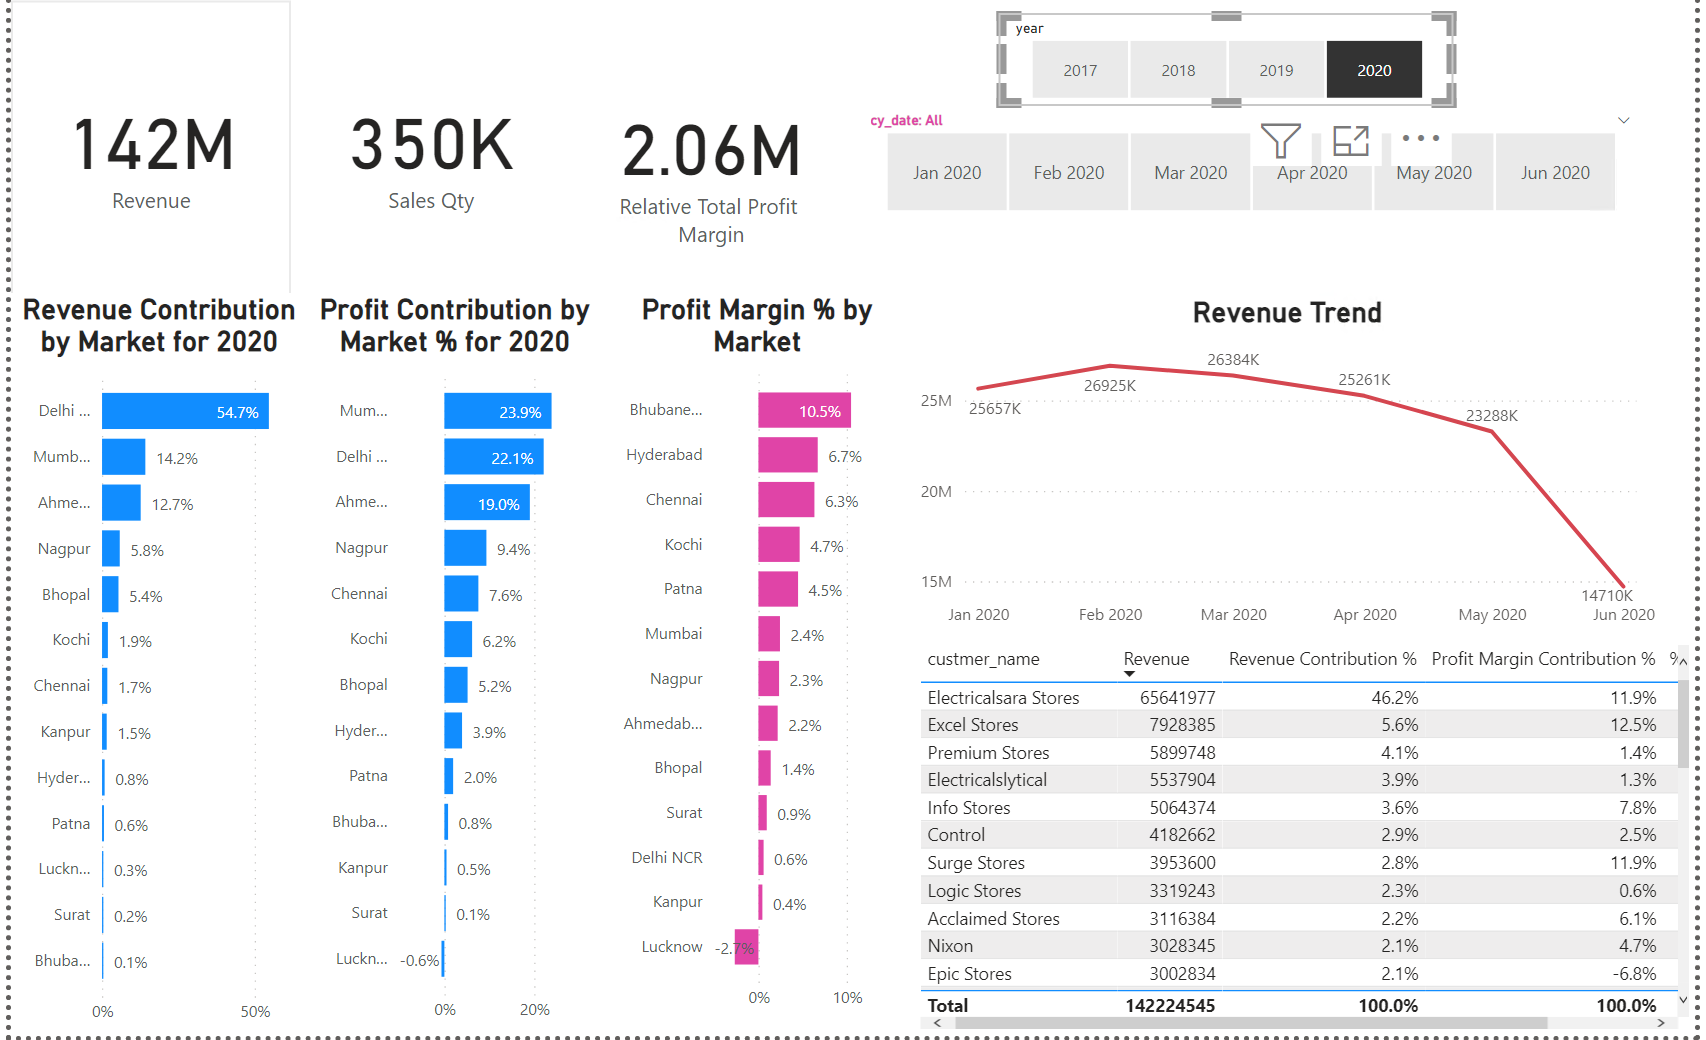 year
2017 2018 2019 2020
cy_date: All
Jan 2020 Feb 2020 Mar 2020 Apr 2020 May 2020 Jun 2020
142M
Revenue
350K
Sales Qty
2.06M
Relative Total Profit
Margin
Revenue Contribution
by Market for 2020
Delhi ... 54.7%
Mumb... 14.2%
Ahme... 12.7%
Nagpur 5.8%
Bhopal 5.4%
Kochi 1.9%
Chennai 1.7%
Kanpur 1.5%
Hyder... 0.8%
Patna 0.6%
Luckn... 0.3%
Surat 0.2%
Bhuba... 0.1%
0% 50%
Profit Contribution by
Market % for 2020
Mum... 23.9%
Delhi ... 22.1%
Ahme... 19.0%
Nagpur 9.4%
Chennai 7.6%
Kochi 6.2%
Bhopal 5.2%
Hyder... 3.9%
Patna 2.0%
Bhuba... 0.8%
Kanpur 0.5%
Surat 0.1%
Luckn... -0.6%
0% 20%
Profit Margin % by
Market
Bhubane... 10.5%
Hyderabad 6.7%
Chennai 6.3%
Kochi 4.7%
Patna 4.5%
Mumbai 2.4%
Nagpur 2.3%
Ahmedab... 2.2%
Bhopal 1.4%
Surat 0.9%
Delhi NCR 0.6%
Kanpur 0.4%
Lucknow -2.7%
0% 10%
Revenue Trend
25M
20M
15M
25657K 26925K 26384K 25261K 23288K 14710K
Jan 2020 Feb 2020 Mar 2020 Apr 2020 May 2020 Jun 2020
custmer_name Revenue Revenue Contribution % Profit Margin Contribution % %
Electricalsara Stores 65641977 46.2% 11.9%
Excel Stores 7928385 5.6% 12.5%
Premium Stores 5899748 4.1% 1.4%
Electricalslytical 5537904 3.9% 1.3%
Info Stores 5064374 3.6% 7.8%
Control 4182662 2.9% 2.5%
Surge Stores 3953600 2.8% 11.9%
Logic Stores 3319243 2.3% 0.6%
Acclaimed Stores 3116384 2.2% 6.1%
Nixon 3028345 2.1% 4.7%
Epic Stores 3002834 2.1% -6.8%
Total 142224545 100.0% 100.0%